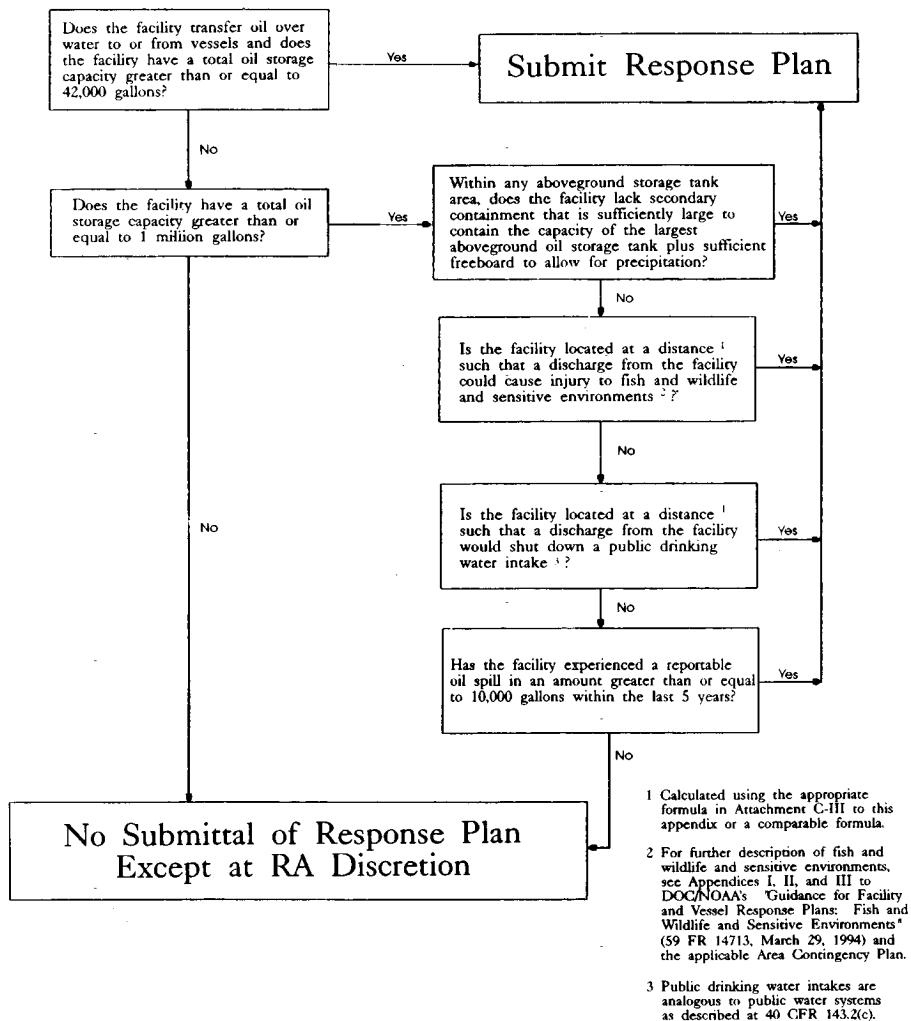 Does the facility transfer oil over
water to or from vessels and does
the facility have a total oil storage
capacity greater than or equal to
42,000 gallons?
Yes
Submit Response Plan
No
Does the facility have a total oil
storage capacity greater than or
equal to 1 million gallons?
Yes
Within any aboveground storage tank
area, does the facility lack secondary
containment that is sufficiently large to
contain the capacity of the largest
aboveground oil storage tank plus sufficient
freeboard to allow for precipitation?
Yes
No
Is the facility located at a distance 1
such that a discharge from the facility
could cause injury to fish and wildlife
and sensitive environments 2 ?
Yes
No
No
Is the facility located at a distance 1
such that a discharge from the facility
would shut down a public drinking
water intake 3 ?
Yes
No
Has the facility experienced a reportable
oil spill in an amount greater than or equal
to 10,000 gallons within the last 5 years?
Yes
No
No Submittal of Response Plan
Except at RA Discretion
1 Calculated using the appropriate
formula in Attachment C-III to this
appendix or a comparable formula.
2 For further description of fish and
wildlife and sensitive environments,
see Appendices I, II, and III to
DOC/NOAA's "Guidance for Facility
and Vessel Response Plans: Fish and
Wildlife and Sensitive Environments"
(59 FR 14713, March 29, 1994) and
the applicable Area Contingency Plan.
3 Public drinking water intakes are
analogous to public water systems
as described at 40 CFR 143.2(c).